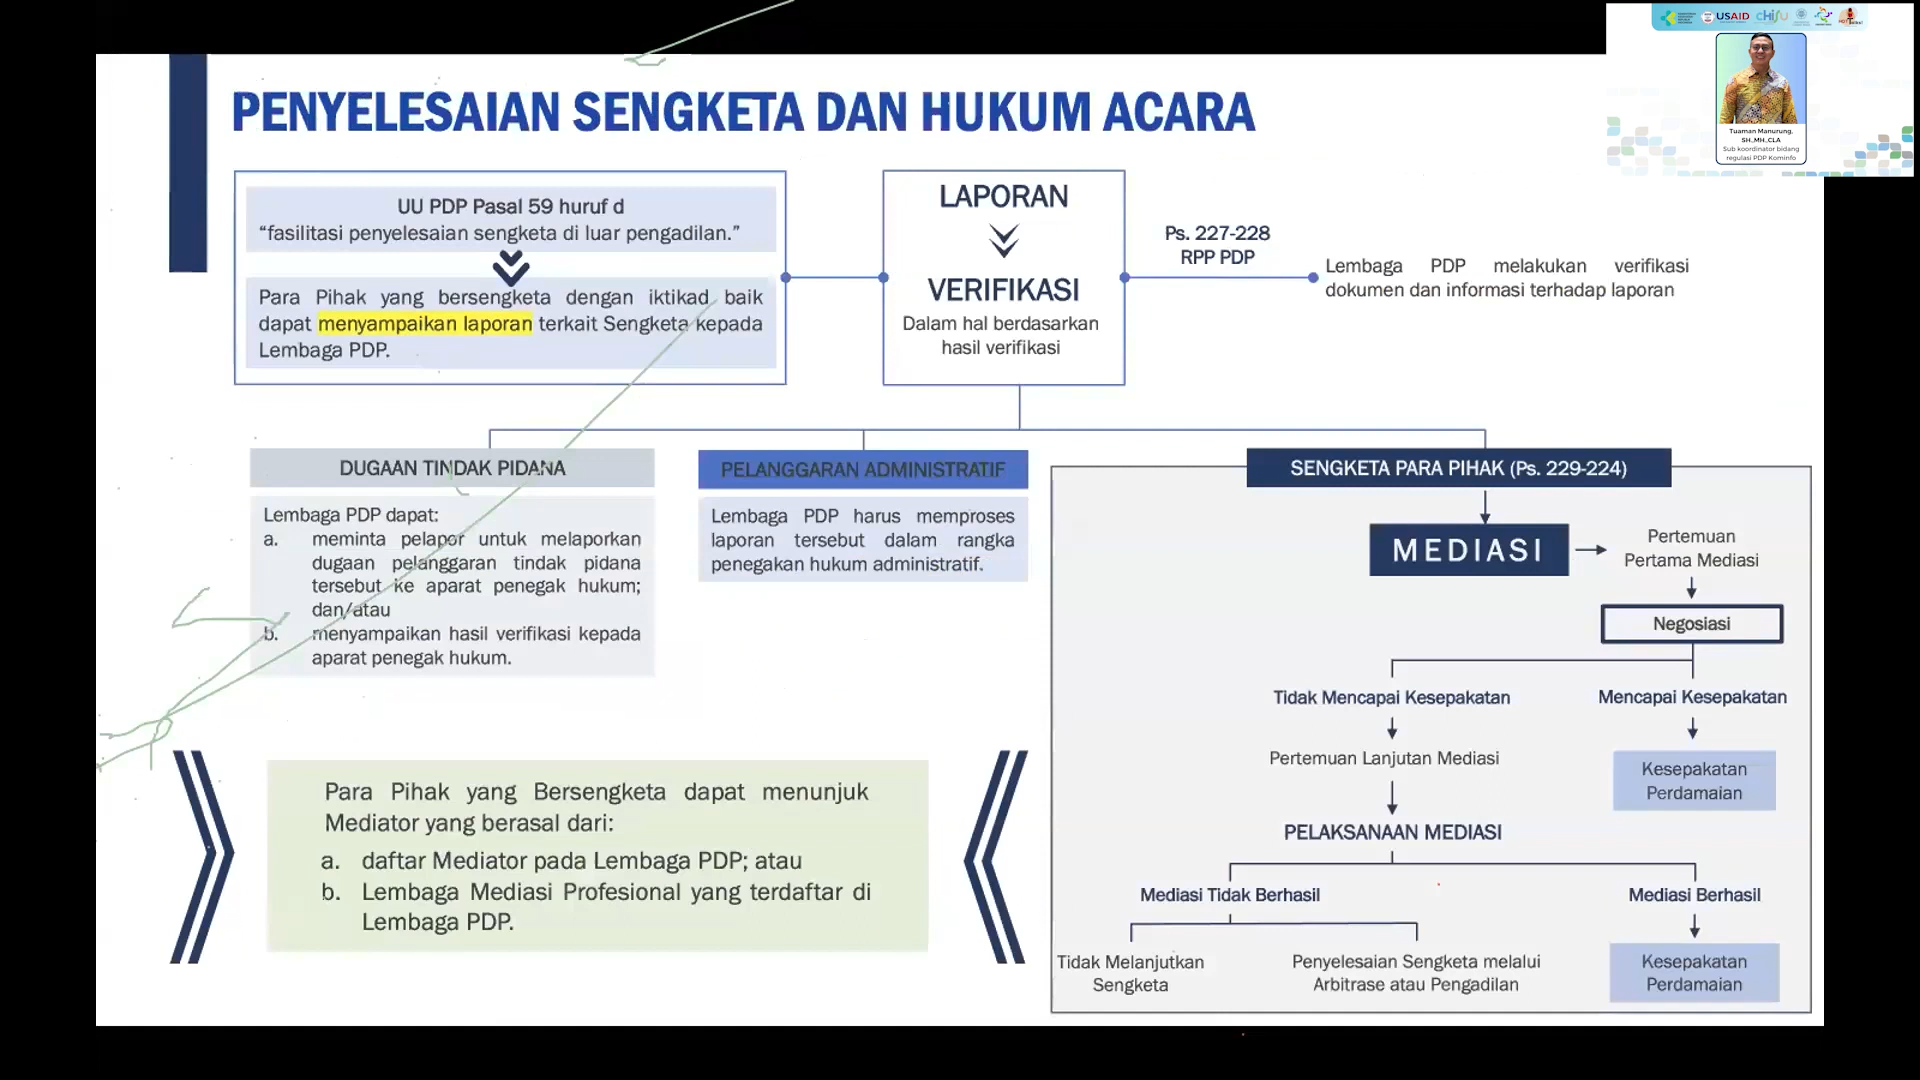 USAID CHISU
Tuaman Manurung,
SH.,MH.,CLA
Sub koordinator bidang
regulasi PDP Kominfo
PENYELESAIAN SENGKETA DAN HUKUM ACARA
UU PDP Pasal 59 huruf d
“fasilitasi penyelesaian sengketa di luar pengadilan.”
Para Pihak yang bersengketa dengan iktikad baik
dapat menyampaikan laporan terkait Sengketa kepada
Lembaga PDP.
LAPORAN
VERIFIKASI
Dalam hal berdasarkan
hasil verifikasi
Ps. 227-228
RPP PDP
Lembaga PDP melakukan verifikasi
dokumen dan informasi terhadap laporan
DUGAAN TINDAK PIDANA
Lembaga PDP dapat:
a. meminta pelapor untuk melaporkan
dugaan pelanggaran tindak pidana
tersebut ke aparat penegak hukum;
dan/atau
b. menyampaikan hasil verifikasi kepada
aparat penegak hukum.
PELANGGARAN ADMINISTRATIF
Lembaga PDP harus memproses
laporan tersebut dalam rangka
penegakan hukum administratif.
SENGKETA PARA PIHAK (Ps. 229-224)
MEDIASI
Pertemuan
Pertama Mediasi
Negosiasi
Tidak Mencapai Kesepakatan
Mencapai Kesepakatan
Pertemuan Lanjutan Mediasi
Kesepakatan
Perdamaian
PELAKSANAAN MEDIASI
Mediasi Tidak Berhasil
Mediasi Berhasil
Tidak Melanjutkan
Sengketa
Penyelesaian Sengketa melalui
Arbitrase atau Pengadilan
Kesepakatan
Perdamaian
Para Pihak yang Bersengketa dapat menunjuk
Mediator yang berasal dari:
a. daftar Mediator pada Lembaga PDP; atau
b. Lembaga Mediasi Profesional yang terdaftar di
Lembaga PDP.